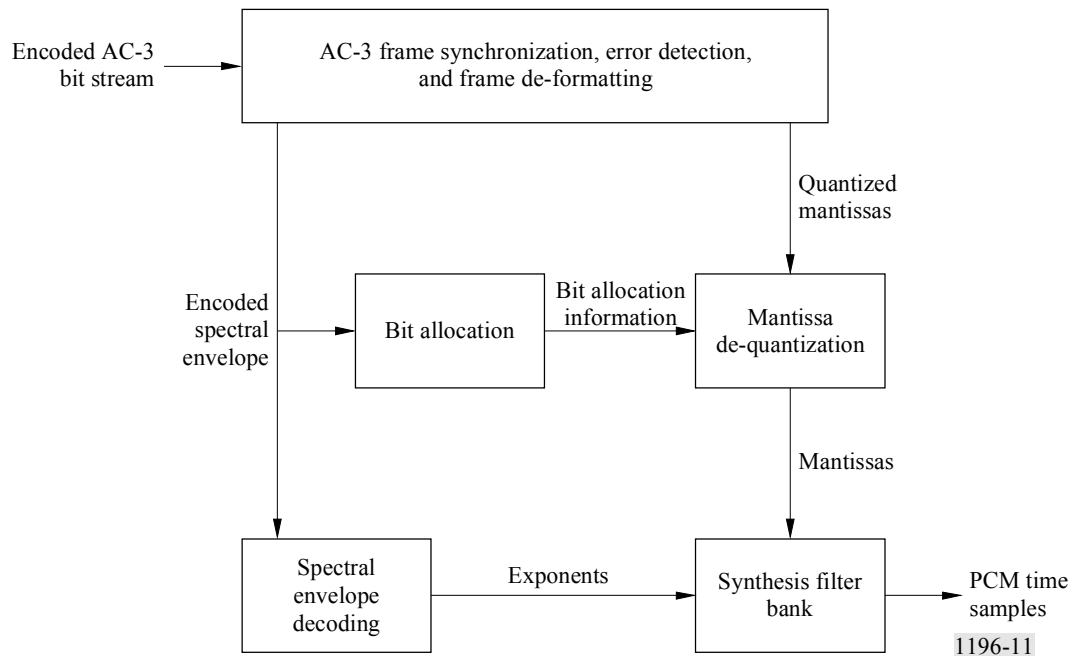 Encoded AC-3
bit stream
AC-3 frame synchronization, error detection,
and frame de-formatting
Quantized
mantissas
Encoded
spectral
envelope
Bit allocation
Bit allocation
information
Mantissa
de-quantization
Mantissas
Spectral
envelope
decoding
Exponents
Synthesis filter
bank
PCM time
samples
1196-11